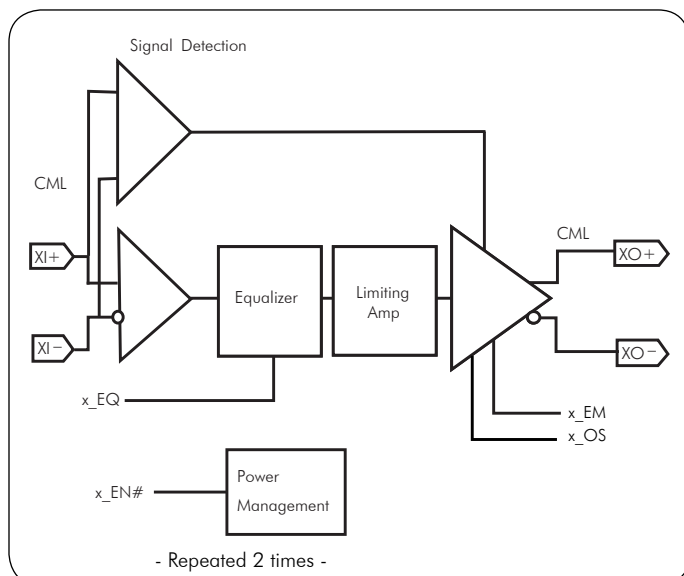 Signal Detection
CML
XI+
CML
XO+
Equalizer
Limiting
Amp
XI−
XO−
x_EQ
x_EM
x_OS
Power
Management
x_EN#
- Repeated 2 times -